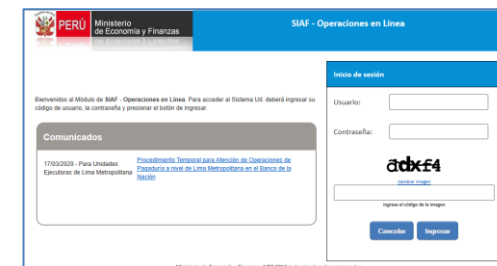 PERÚ
Ministerio
de Economía y Finanzas
SIAF - Operaciones en Línea
Inicio de sesión
Bienvenidos al Módulo de SIAF - Operaciones en Línea. Para acceder al Sistema Ud. deberá ingresar su
código de usuario, la contraseña y presionar el botón de Ingresar.
Usuario:
Contraseña:
Comunicados
17/03/2020 - Para Unidades
Ejecutoras de Lima Metropolitana
Procedimiento Temporal para Atención de Operaciones de
Pagaduría a nivel de Lima Metropolitana en el Banco de la
Nación
adxf4
cambiar imagen
Ingrese el código de la imagen
Cancelar
Ingresar